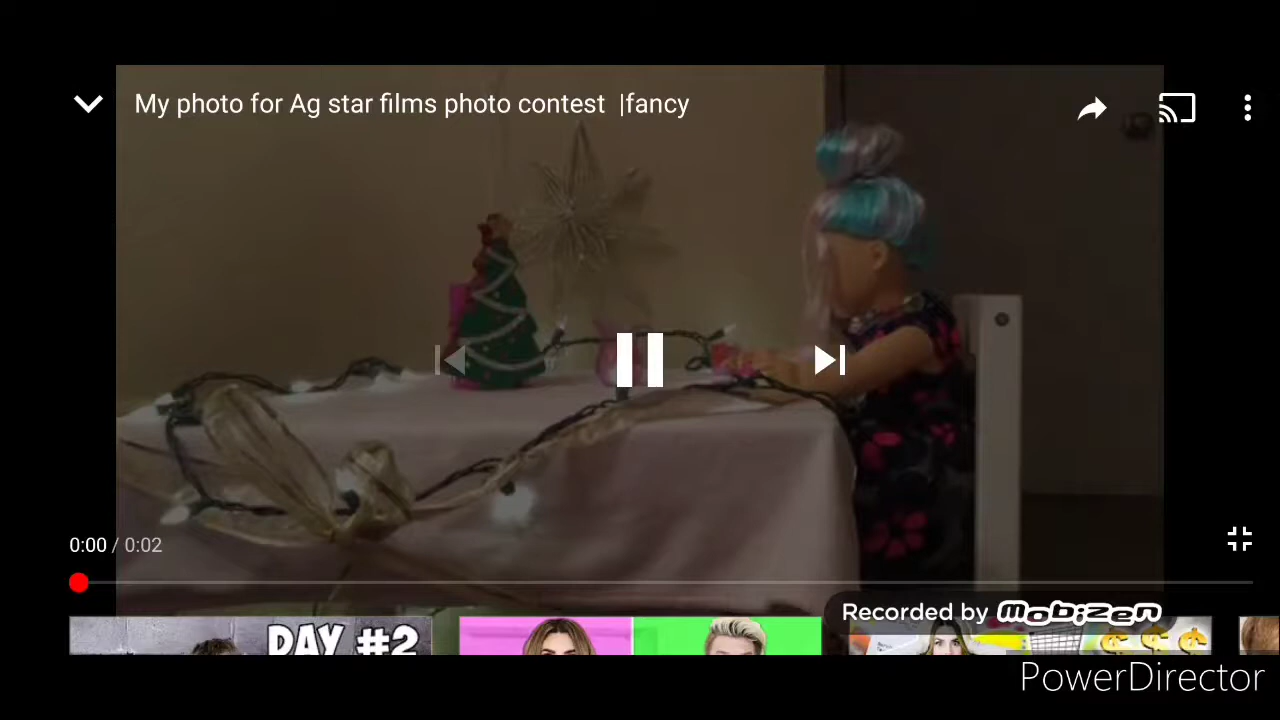 My photo for Ag star films photo contest |fancy
0:00 / 0:02
Recorded by mobizen
DAY #2
$ $ $
PowerDirector